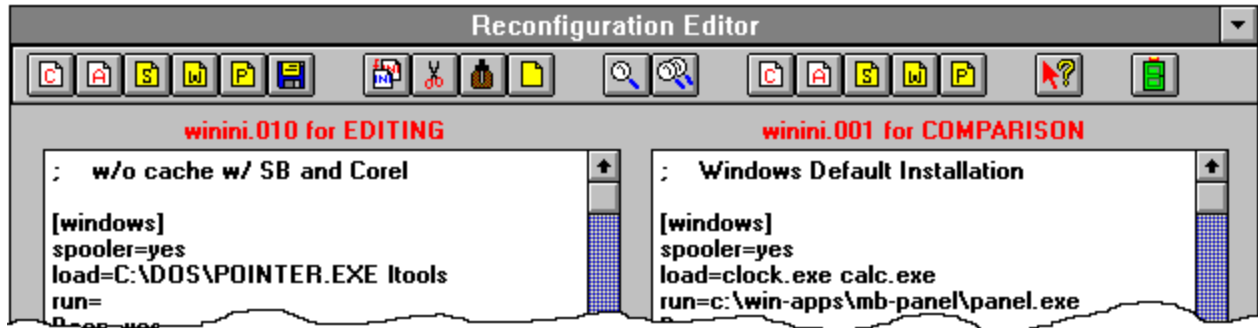 Reconfiguration Editor
C A S W P INI C A S W P ?
winini.010 for EDITING
; w/o cache w/ SB and Corel
[windows]
spooler=yes
load=C:\DOS\POINTER.EXE ltools
run=
winini.001 for COMPARISON
; Windows Default Installation
[windows]
spooler=yes
load=clock.exe calc.exe
run=c:\win-apps\mb-panel\panel.exe